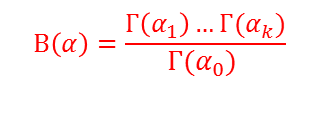 B(α) = Γ(α₁) … Γ(αₖ) / Γ(α₀)